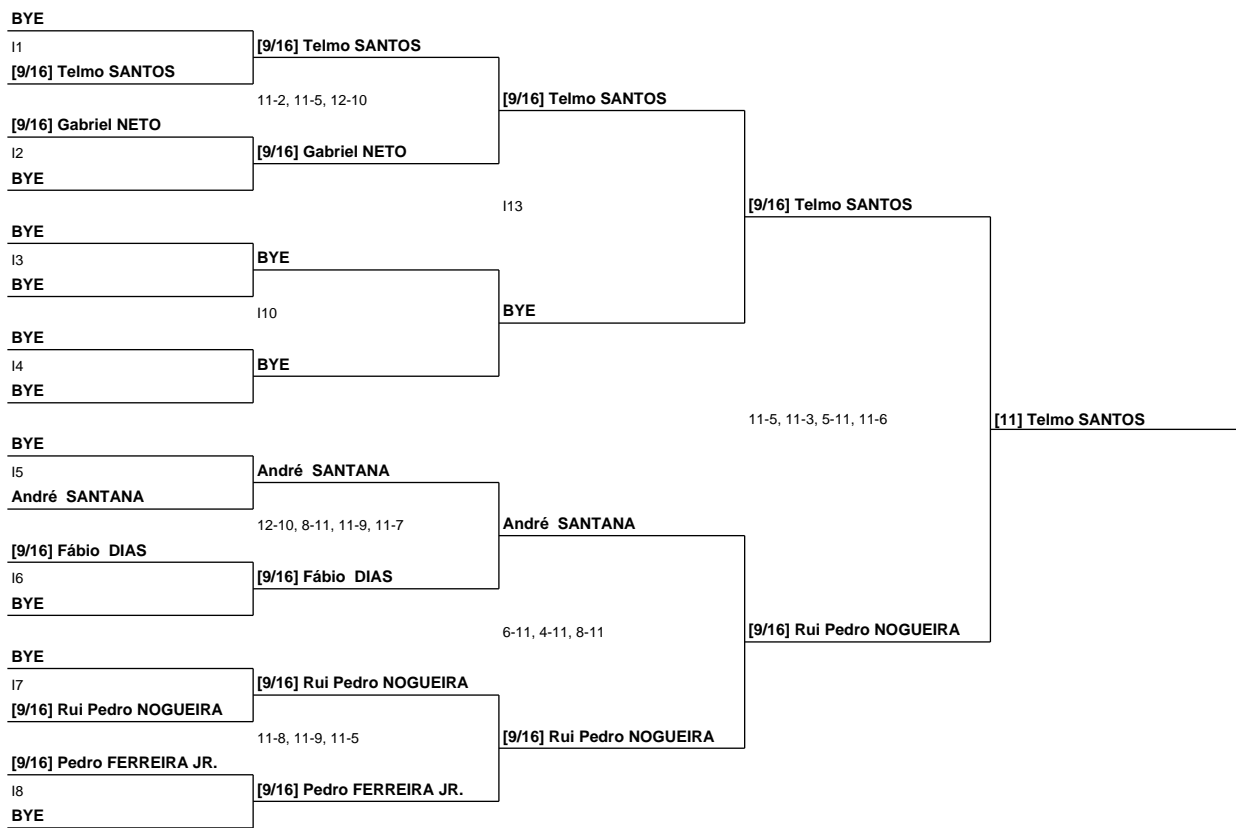 BYE
I1
[9/16] Telmo SANTOS
[9/16] Telmo SANTOS
11-2, 11-5, 12-10
[9/16] Telmo SANTOS
[9/16] Gabriel NETO
I2
[9/16] Gabriel NETO
BYE
I13
[9/16] Telmo SANTOS
BYE
I3
BYE
BYE
I10
BYE
BYE
I4
BYE
BYE
11-5, 11-3, 5-11, 11-6
[11] Telmo SANTOS
BYE
I5
André  SANTANA
André  SANTANA
12-10, 8-11, 11-9, 11-7
André  SANTANA
[9/16] Fábio  DIAS
I6
[9/16] Fábio  DIAS
BYE
6-11, 4-11, 8-11
[9/16] Rui Pedro NOGUEIRA
BYE
I7
[9/16] Rui Pedro NOGUEIRA
[9/16] Rui Pedro NOGUEIRA
11-8, 11-9, 11-5
[9/16] Rui Pedro NOGUEIRA
[9/16] Pedro FERREIRA JR.
I8
[9/16] Pedro FERREIRA JR.
BYE